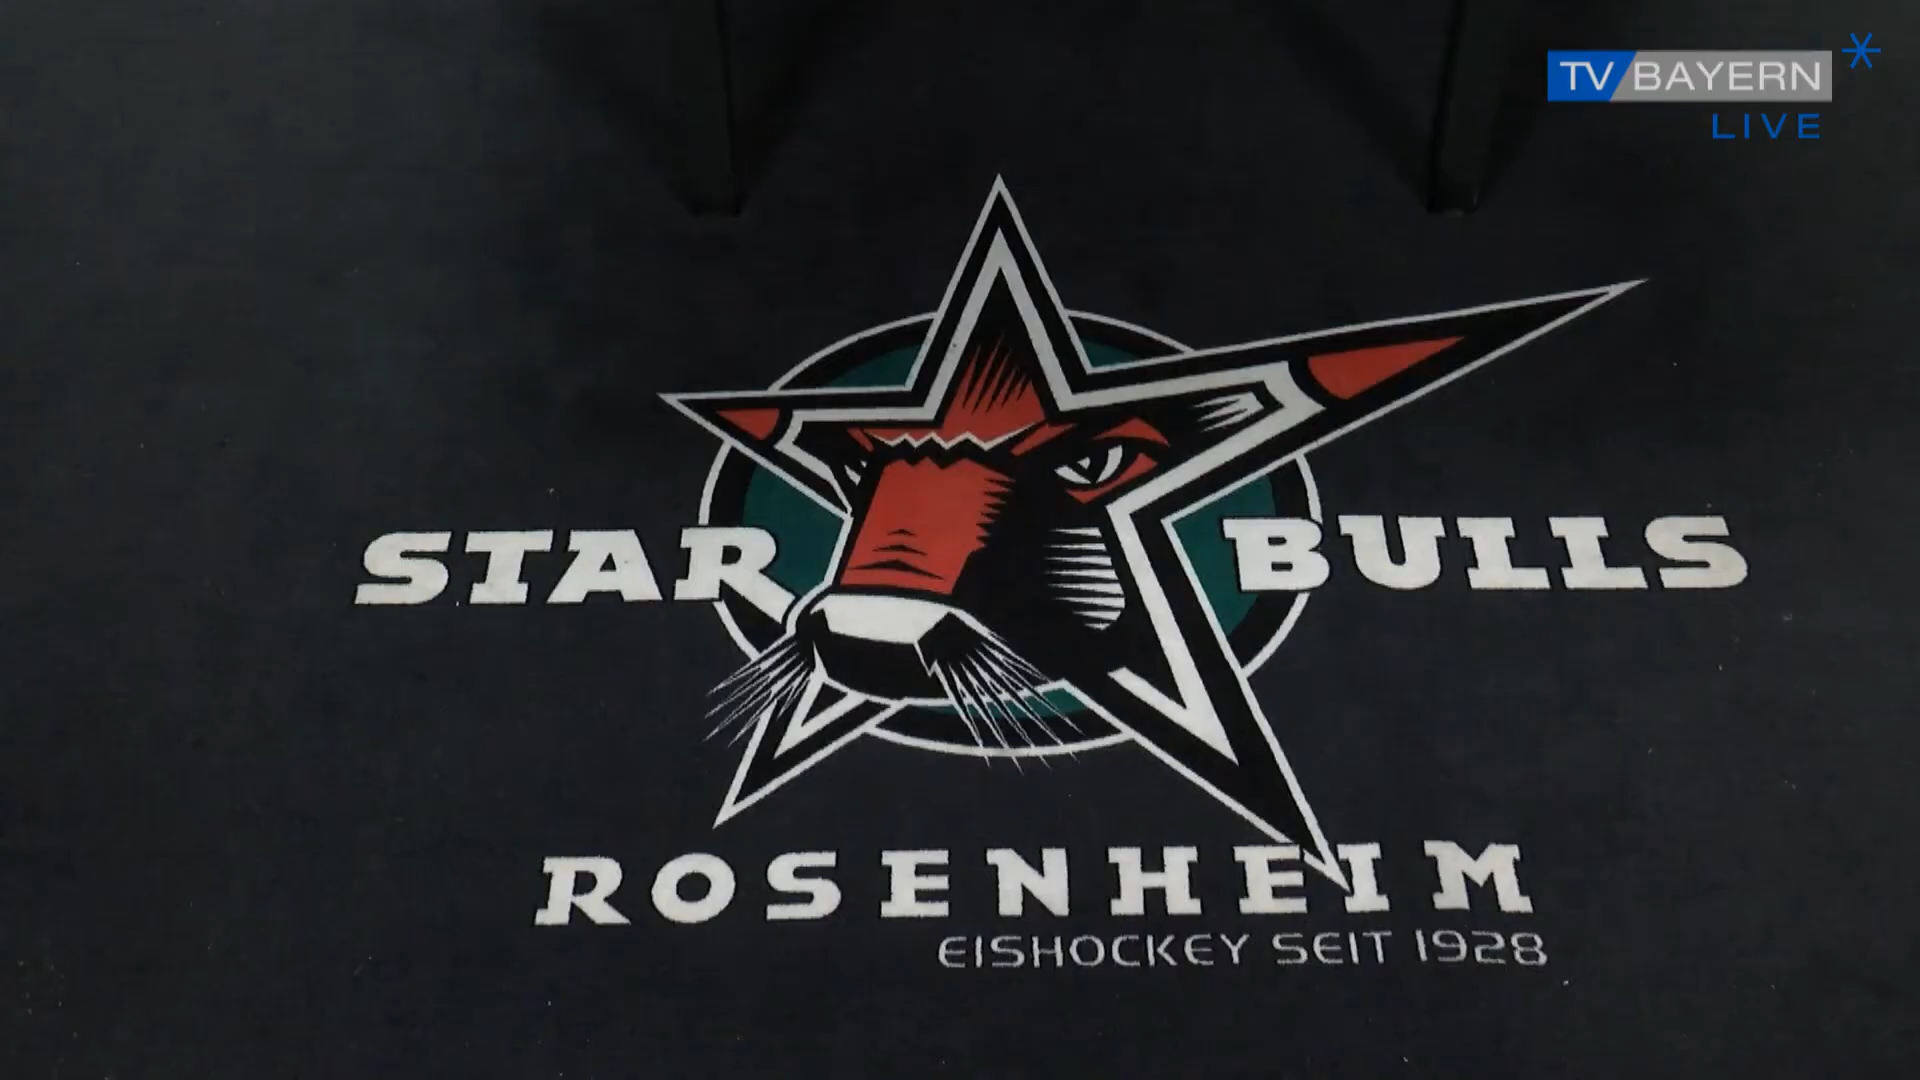 TV BAYERN
LIVE
STAR BULLS
ROSENHEIM
EISHOCKEY SEIT 1928